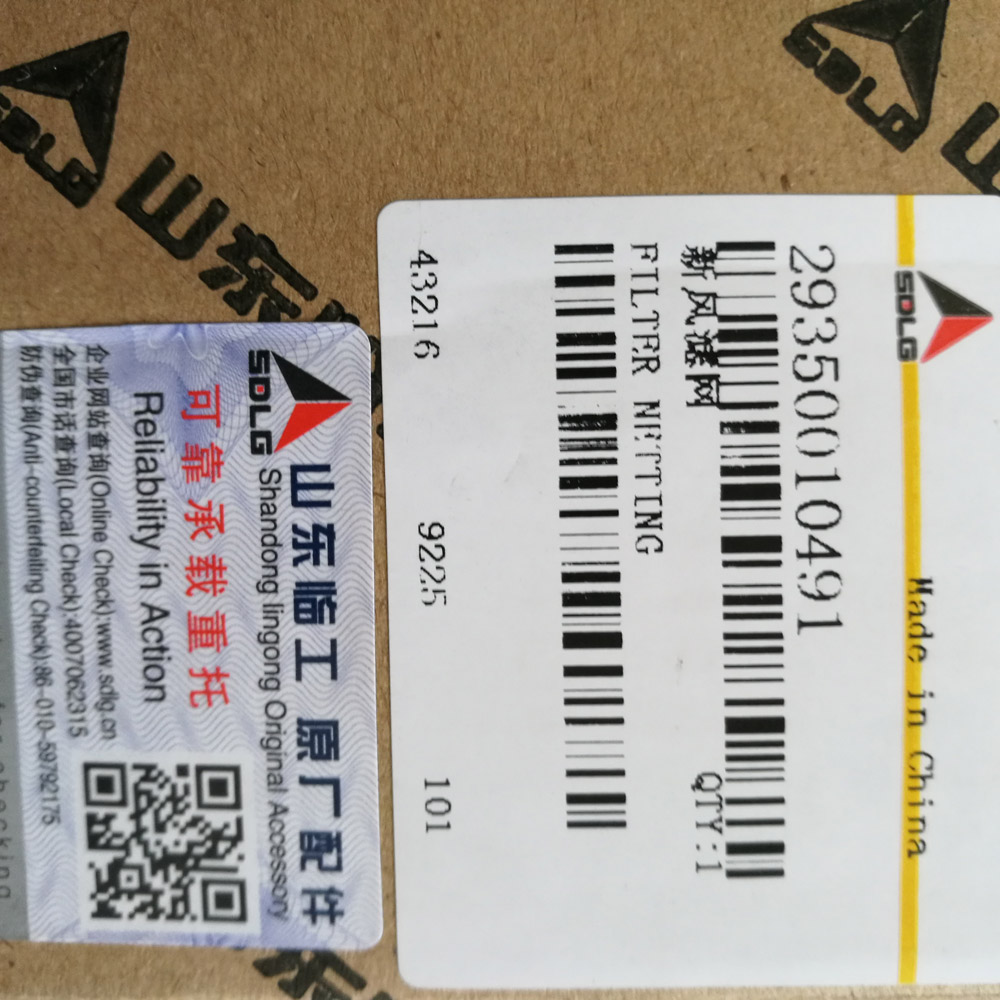 SDLG
山东
SDLG
SDLG
Made in China
29350010491
新风滤网
QTY:1
FILTER NETTING
43216 9225 101
SDLG
山东临工 原厂配件
Shandong lingong Original Accessory
可靠承载重托
Reliability in Action
企业网站查询(Online Check):www.sdlg.cn
全国市话查询(Local Check):4007062315
防伪查询(Anti-counterfeiting Check):86-010-59792175
checking